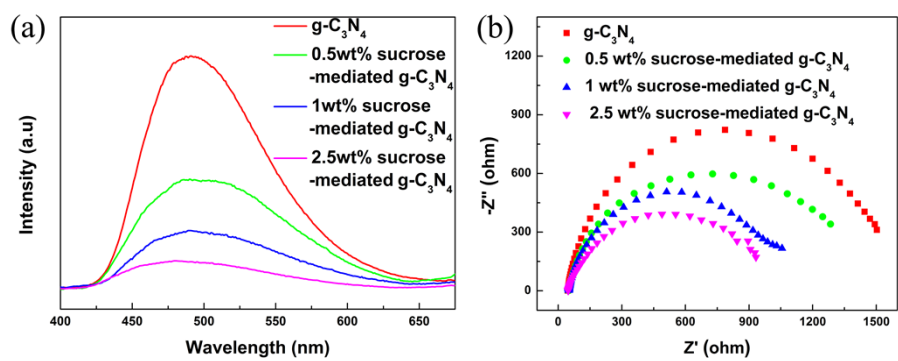 (a)
g-C₃N₄
0.5wt% sucrose
-mediated g-C₃N₄
1wt% sucrose
-mediated g-C₃N₄
2.5wt% sucrose
-mediated g-C₃N₄
Intensity (a.u)
400 450 500 550 600 650
Wavelength (nm)
(b)
g-C₃N₄
0.5 wt% sucrose-mediated g-C₃N₄
1 wt% sucrose-mediated g-C₃N₄
2.5 wt% sucrose-mediated g-C₃N₄
-Z'' (ohm)
1200
900
600
300
0
0 300 600 900 1200 1500
Z' (ohm)